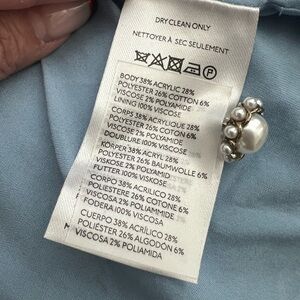 DRY CLEAN ONLY
NETTOYER À SEC SEULEMENT
P
BODY 38% ACRYLIC 28%
POLYESTER 26% COTTON 6%
VISCOSE 2% POLYAMIDE
LINING 100% VISCOSE
CORPS 38% ACRYLIQUE 28%
POLYESTER 26% COTON 6%
VISCOSE 2% POLYAMIDE
DOUBLURE 100% VISCOSE
KÖRPER 38% ACRYL 28%
POLYESTER 26% BAUMWOLLE 6%
VISKOSE 2% POLYAMID
FUTTER 100% VISKOSE
CORPO 38% ACRILICO 28%
POLIESTERE 26% COTONE 6%
VISCOSA 2% POLIAMMIDE
FODERA 100% VISCOSA
CUERPO 38% ACRÍLICO 28%
POLIÉSTER 26% ALGODÓN 6%
VISCOSA 2% POLIAMIDA